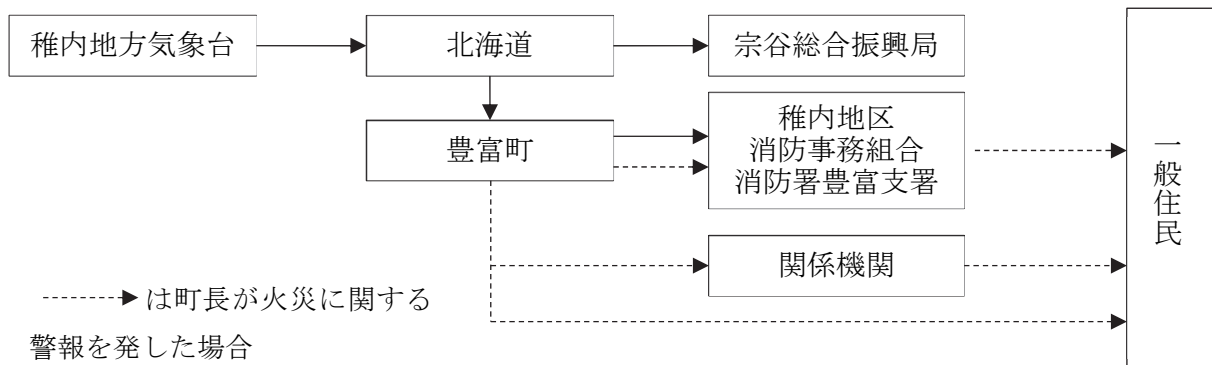 稚内地方気象台
北海道
宗谷総合振興局
豊富町
稚内地区
消防事務組合
消防署豊富支署
関係機関
一般住民
は町長が火災に関する
警報を発した場合